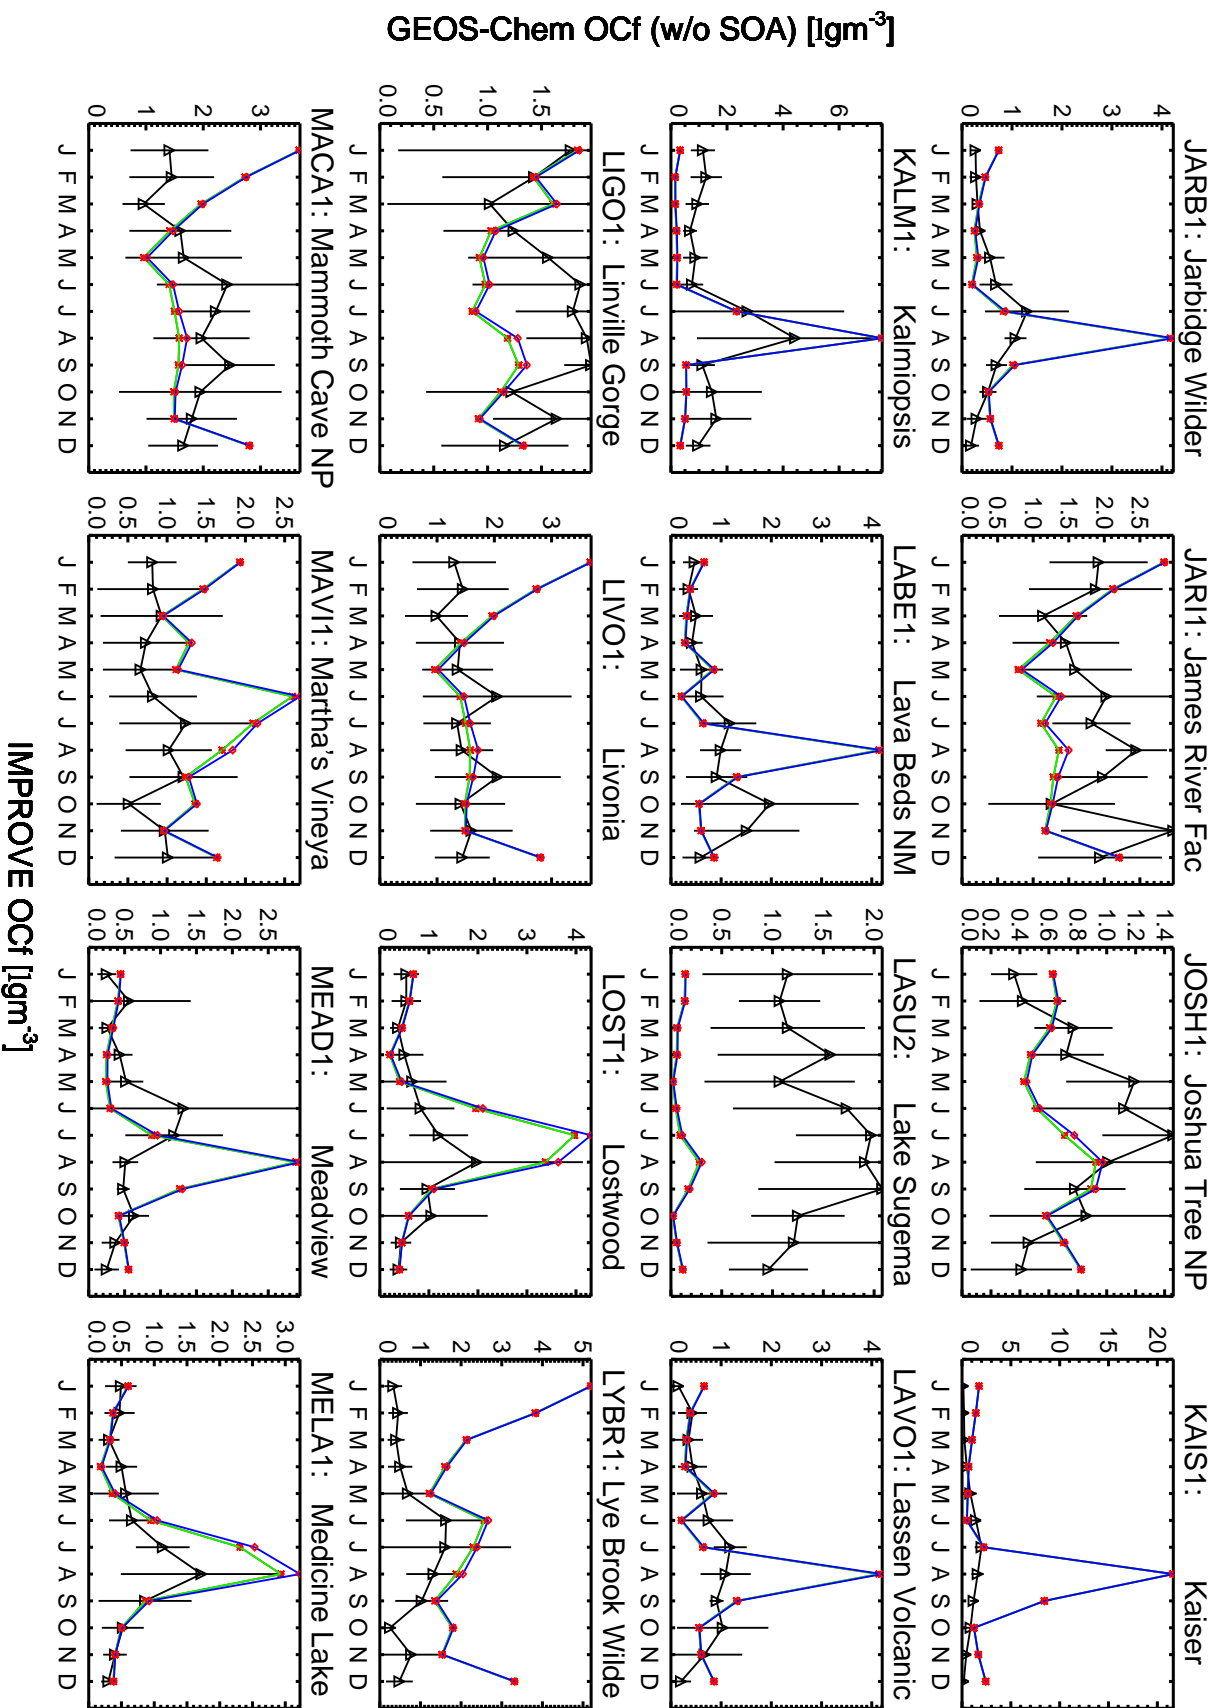 GEOS-Chem OCf (w/o SOA) [1gm⁻³]
JARB1: Jarbidge Wilder
4
3
2
1
0
J F M A M J J A S O N D
JARI1: James River Fac
2.5
2.0
1.5
1.0
0.5
0.0
J F M A M J J A S O N D
JOSH1: Joshua Tree NP
1.4
1.2
1.0
0.8
0.6
0.4
0.2
0.0
J F M A M J J A S O N D
KAIS1: Kaiser
20
15
10
5
0
J F M A M J J A S O N D
KALM1: Kalmiopsis
6
4
2
0
J F M A M J J A S O N D
LABE1: Lava Beds NM
4
3
2
1
0
J F M A M J J A S O N D
LASU2: Lake Sugema
2.0
1.5
1.0
0.5
0.0
J F M A M J J A S O N D
LAVO1: Lassen Volcanic
4
3
2
1
0
J F M A M J J A S O N D
LIGO1: Linville Gorge
1.5
1.0
0.5
0.0
J F M A M J J A S O N D
LIVO1: Livonia
3
2
1
0
J F M A M J J A S O N D
LOST1: Lostwood
4
3
2
1
0
J F M A M J J A S O N D
LYBR1: Lye Brook Wilde
5
4
3
2
1
0
J F M A M J J A S O N D
MACA1: Mammoth Cave NP
3
2
1
0
J F M A M J J A S O N D
MAVI1: Martha's Vineya
2.5
2.0
1.5
1.0
0.5
0.0
J F M A M J J A S O N D
MEAD1: Meadview
2.5
2.0
1.5
1.0
0.5
0.0
J F M A M J J A S O N D
MELA1: Medicine Lake
3.0
2.5
2.0
1.5
1.0
0.5
0.0
J F M A M J J A S O N D
IMPROVE OCf [1gm⁻³]